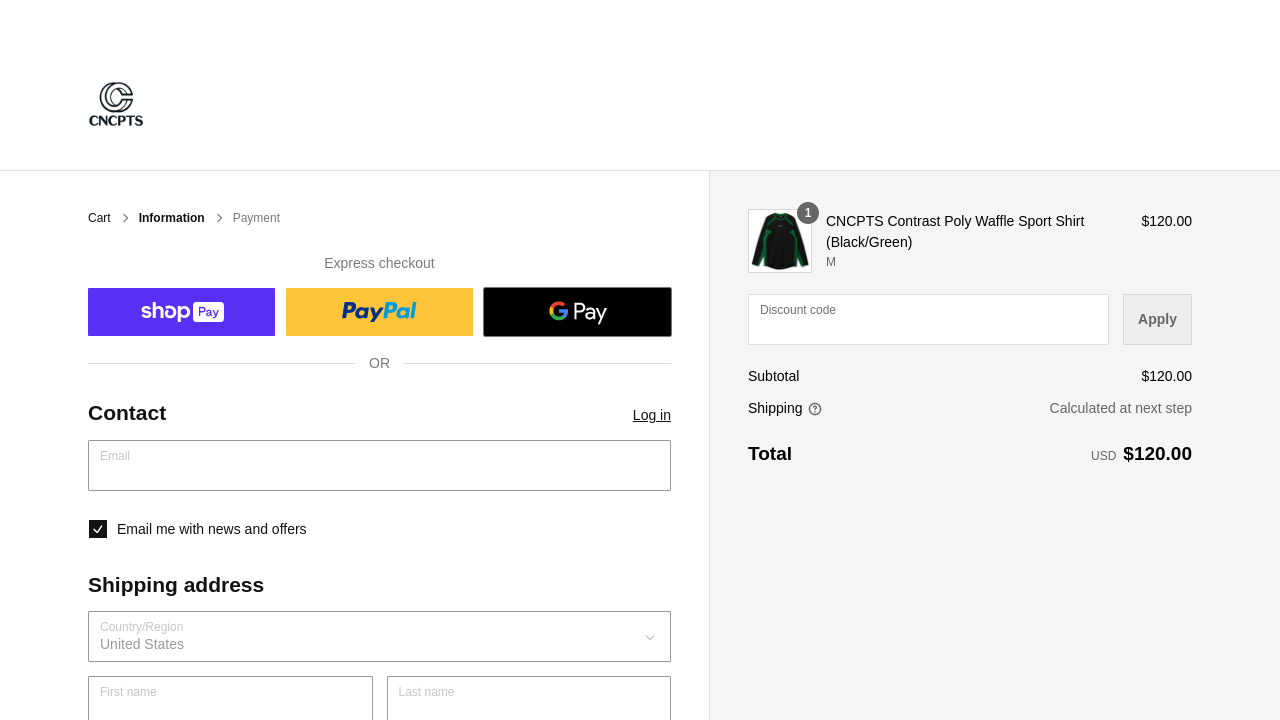 CNCPTS
Cart
Information
Payment
Express checkout
shop Pay
PayPal
G Pay
OR
Contact
Log in
Email
Email me with news and offers
Shipping address
Country/Region
United States
First name
Last name
1
CNCPTS Contrast Poly Waffle Sport Shirt
(Black/Green)
M
$120.00
Discount code
Apply
Subtotal
$120.00
Shipping
Calculated at next step
Total
USD $120.00